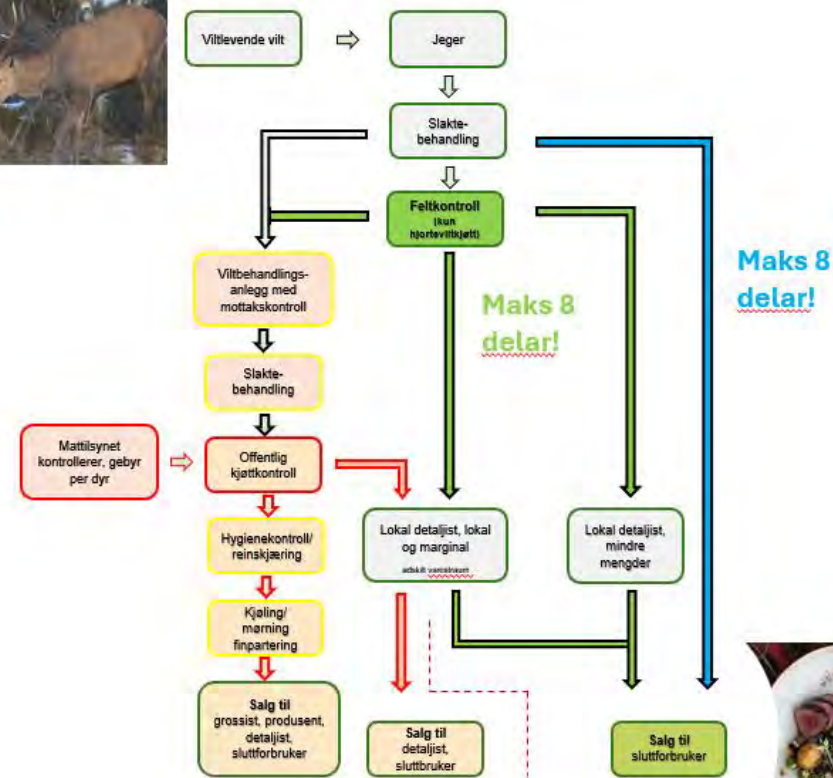 Viltlevende vilt
Jeger
Slakte-
behandling
Feltkontroll
(kun
hjorteviltkjøtt)
Viltbehandlings-
anlegg med
mottakskontroll
Maks 8
delar!
Maks 8
delar!
Slakte-
behandling
Mattilsynet
kontrollerer, gebyr
per dyr
Offentlig
kjøttkontroll
Hygienekontroll/
reinskjæring
Lokal detaljist, lokal
og marginal
adskilt varestraum
Lokal detaljist,
mindre
mengder
Kjøling/
mørning
finpartering
Salg til
grossist, produsent,
detaljist,
sluttforbruker
Salg til
detaljist,
sluttbruker
Salg til
sluttforbruker